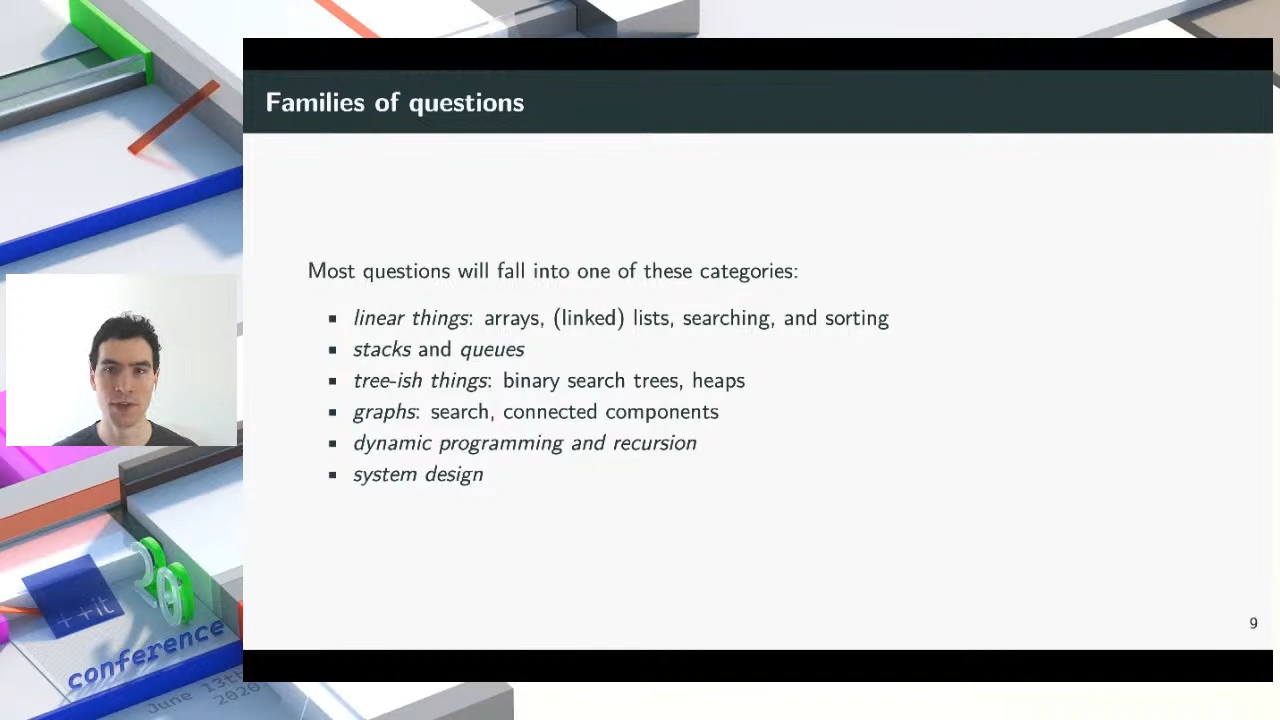 Families of questions
Most questions will fall into one of these categories:
▪ linear things: arrays, (linked) lists, searching, and sorting
▪ stacks and queues
▪ tree-ish things: binary search trees, heaps
▪ graphs: search, connected components
▪ dynamic programming and recursion
▪ system design
9
++it
20
conference
June 13th
2020